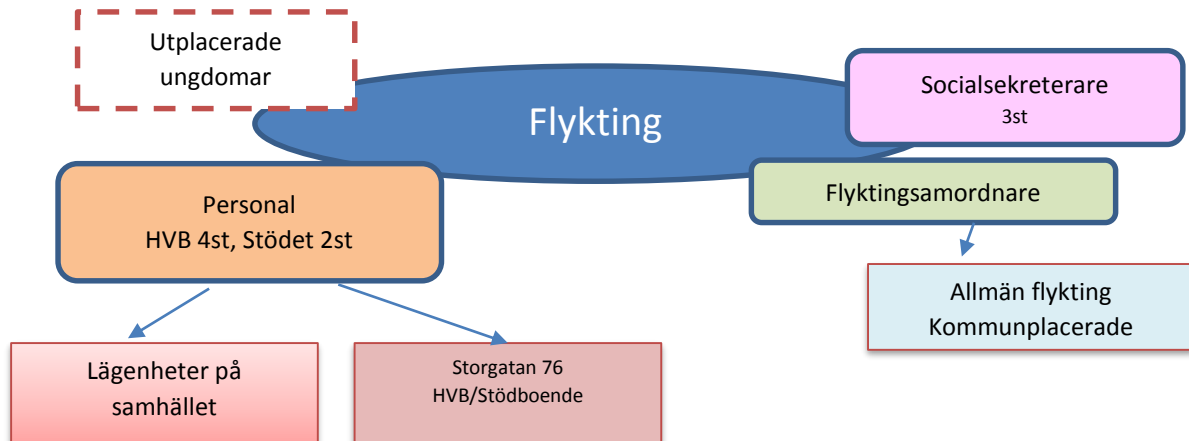 Utplacerade
ungdomar
Flykting
Socialsekreterare
3st
Personal
HVB 4st, Stödet 2st
Flyktingsamordnare
Allmän flykting
Kommunplacerade
Lägenheter på
samhället
Storgatan 76
HVB/Stödboende